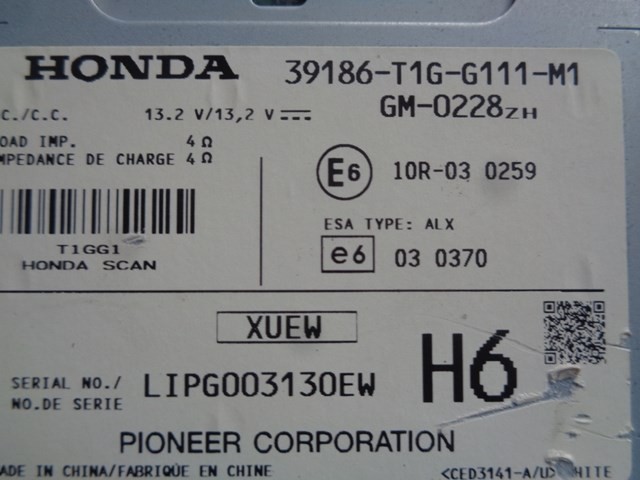 HONDA 39186-T1G-G111-M1
GM-0228ZH
C./C.C. 13.2 V/13,2 V
OAD IMP. 4 Ω
MPEDANCE DE CHARGE 4 Ω
E6 10R-03 0259
ESA TYPE: ALX
e6 03 0370
T1GG1
HONDA SCAN
XUEW
H6
SERIAL NO./
NO.DE SERIE LIPG003130EW
PIONEER CORPORATION
ADE IN CHINA/FABRIQUE EN CHINE <CED3141-A/U> HITE